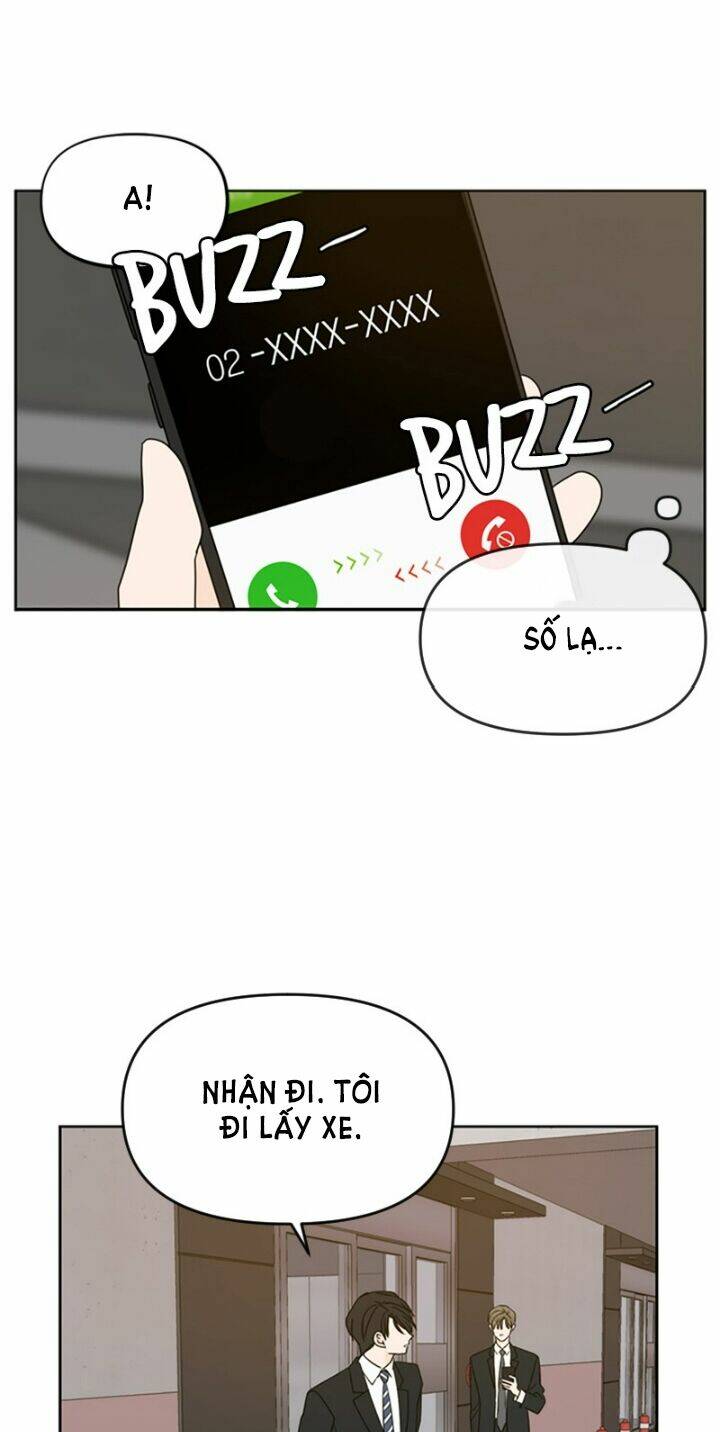 A!
BUZZ—
02-XXXX-XXXX
BUZZ—
SỐ LẠ...
NHẬN ĐI. TÔI
ĐI LẤY XE.